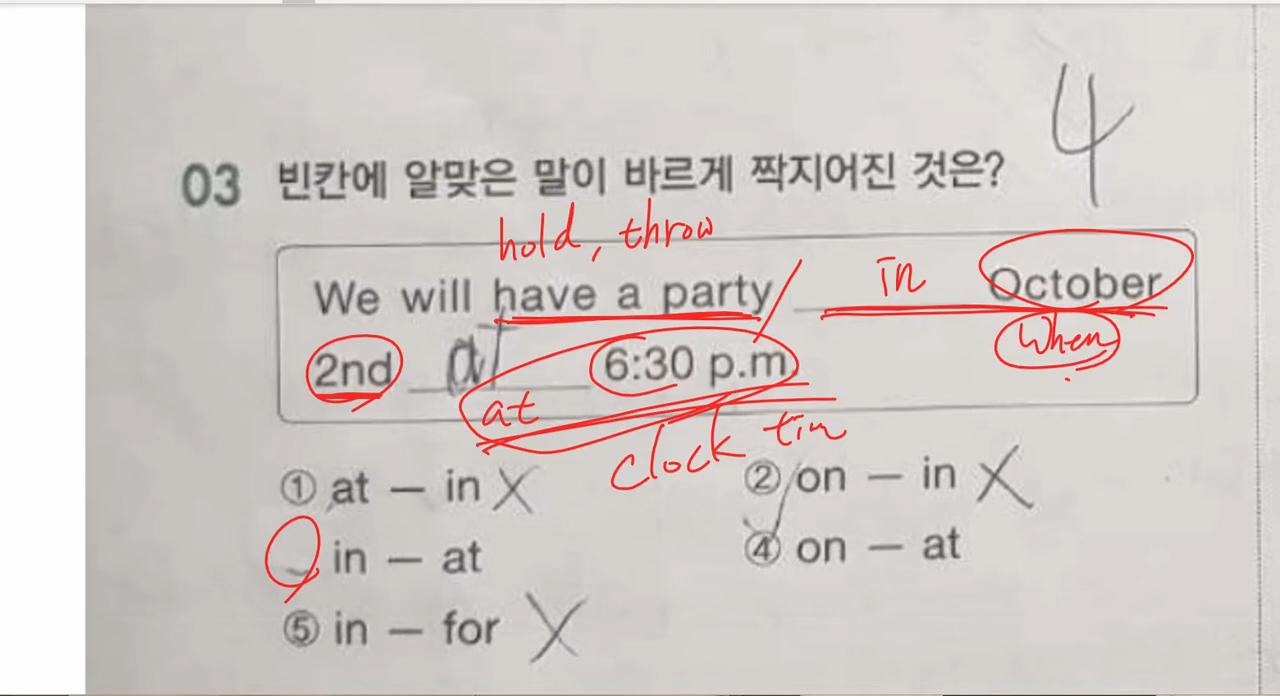 4
03 빈칸에 알맞은 말이 바르게 짝지어진 것은?
hold, throw
We will have a party / in October
When
2nd at 6:30 p.m.
at
clock tim
① at — in X ② on — in X
in — at ④ on — at
⑤ in — for X